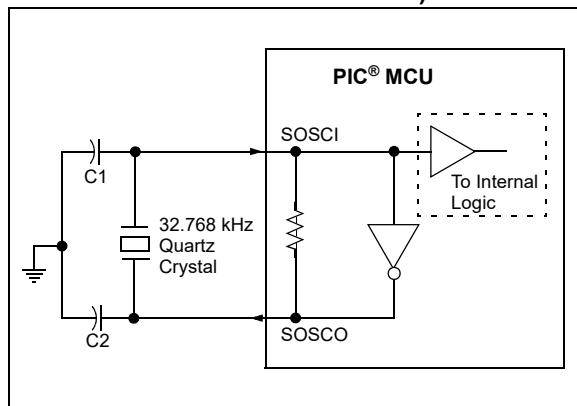 PIC® MCU
SOSCI
C1
To Internal
Logic
32.768 kHz
Quartz
Crystal
SOSCO
C2